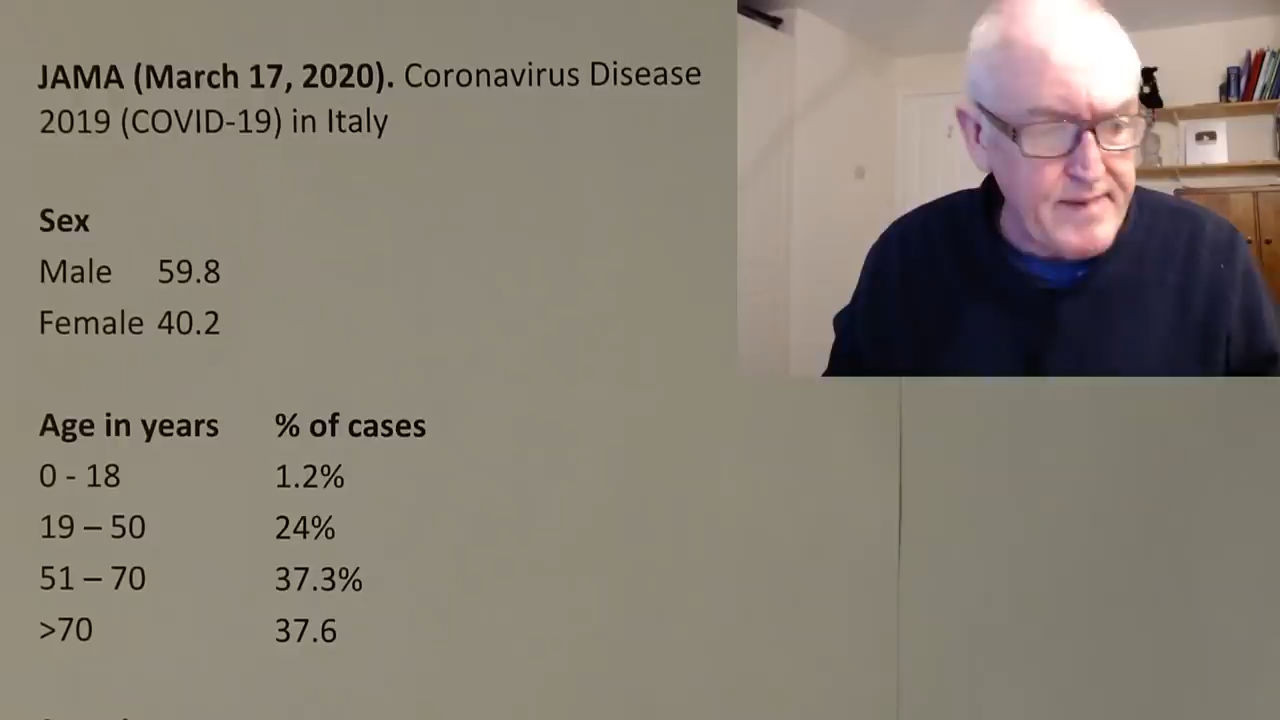 JAMA (March 17, 2020). Coronavirus Disease
2019 (COVID-19) in Italy
Sex
Male 59.8
Female 40.2
Age in years % of cases
0 - 18 1.2%
19 – 50 24%
51 – 70 37.3%
>70 37.6